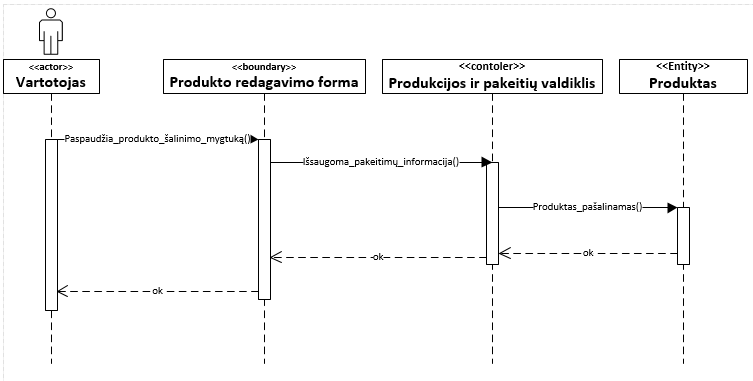 <<actor>>
Vartotojas
<<boundary>>
Produkto redagavimo forma
<<contoler>>
Produkcijos ir pakeitių valdiklis
<<Entity>>
Produktas
Paspaudžia_produkto_šalinimo_mygtuką()
Išsaugoma_pakeitimų_informacija()
Produktas_pašalinamas()
ok
ok
ok